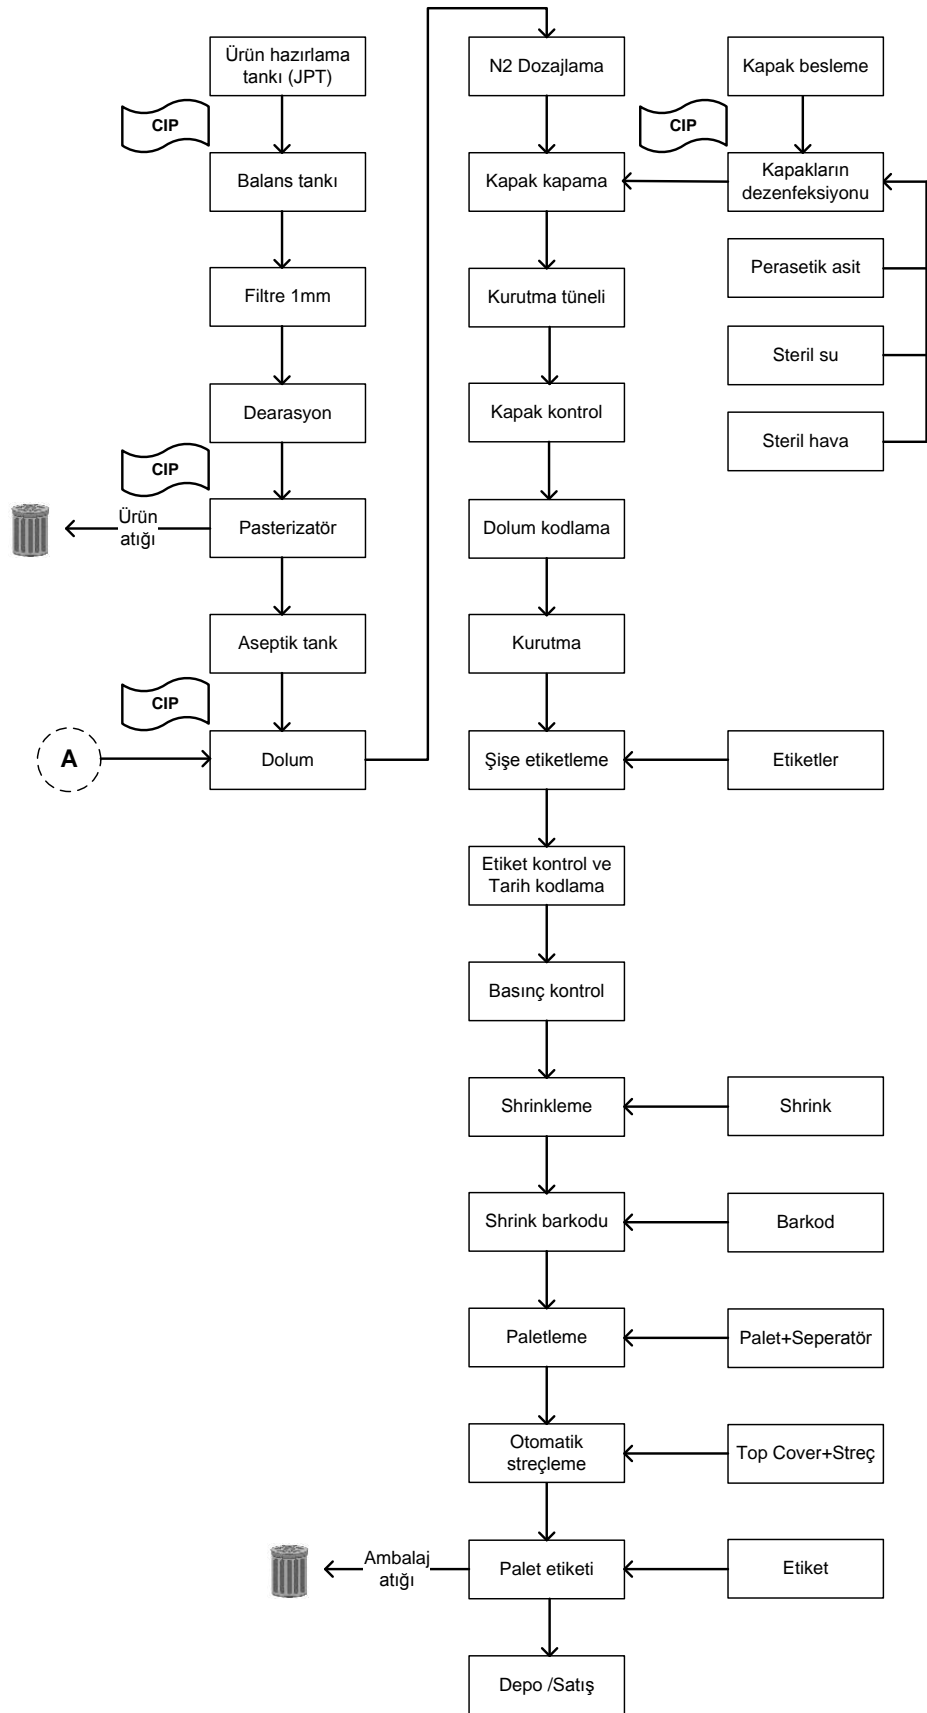 Ürün hazırlama
tankı (JPT)
CIP
Balans tankı
Filtre 1mm
Dearasyon
CIP
Ürün
atığı
Pasterizatör
Aseptik tank
CIP
A
Dolum
N2 Dozajlama
Kapak kapama
Kurutma tüneli
Kapak kontrol
Dolum kodlama
Kurutma
Şişe etiketleme
Etiket kontrol ve
Tarih kodlama
Basınç kontrol
Shrinkleme
Shrink barkodu
Paletleme
Otomatik
streçleme
Ambalaj
atığı
Palet etiketi
Depo /Satış
Kapak besleme
CIP
Kapakların
dezenfeksiyonu
Perasetik asit
Steril su
Steril hava
Etiketler
Shrink
Barkod
Palet+Seperatör
Top Cover+Streç
Etiket